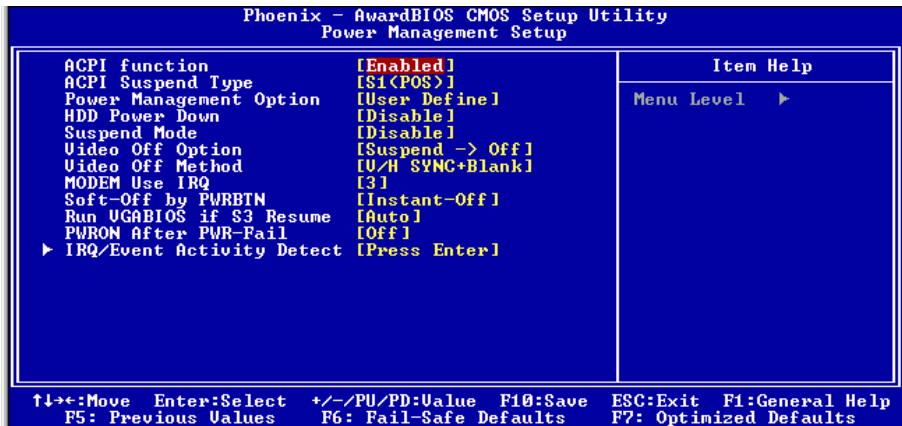 Phoenix - AwardBIOS CMOS Setup Utility
Power Management Setup
ACPI function [Enabled]
ACPI Suspend Type [S1(POS)]
Power Management Option [User Define]
HDD Power Down [Disable]
Suspend Mode [Disable]
Video Off Option [Suspend -> Off]
Video Off Method [V/H SYNC+Blank]
MODEM Use IRQ [3]
Soft-Off by PWRBTN [Instant-Off]
Run VGABIOS if S3 Resume [Auto]
PWRON After PWR-Fail [Off]
► IRQ/Event Activity Detect [Press Enter]
Item Help
Menu Level ►
↑↓→←:Move Enter:Select +/-/PU/PD:Value F10:Save ESC:Exit F1:General Help
F5: Previous Values F6: Fail-Safe Defaults F7: Optimized Defaults